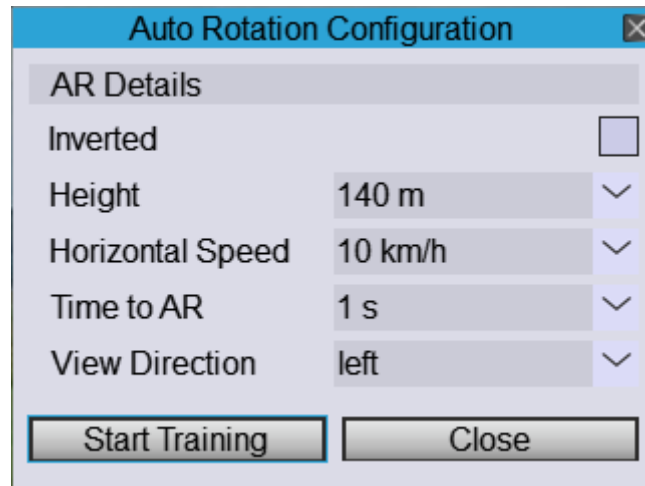 Auto Rotation Configuration
AR Details
Inverted
Height 140 m
Horizontal Speed 10 km/h
Time to AR 1 s
View Direction left
Start Training Close